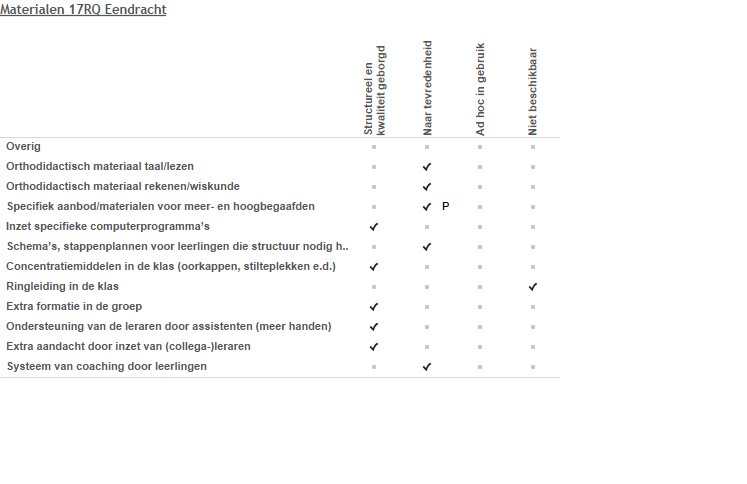 Materialen 17RQ Eendracht
Structureel en
kwaliteit geborgd
Naar tevredenheid
Ad hoc in gebruik
Niet beschikbaar
Overig
Orthodidactisch materiaal taal/lezen
Orthodidactisch materiaal rekenen/wiskunde
Specifiek aanbod/materialen voor meer- en hoogbegaafden P
Inzet specifieke computerprogramma's
Schema's, stappenplannen voor leerlingen die structuur nodig h..
Concentratiemiddelen in de klas (oorkappen, stilteplekken e.d.)
Ringleiding in de klas
Extra formatie in de groep
Ondersteuning van de leraren door assistenten (meer handen)
Extra aandacht door inzet van (collega-)leraren
Systeem van coaching door leerlingen